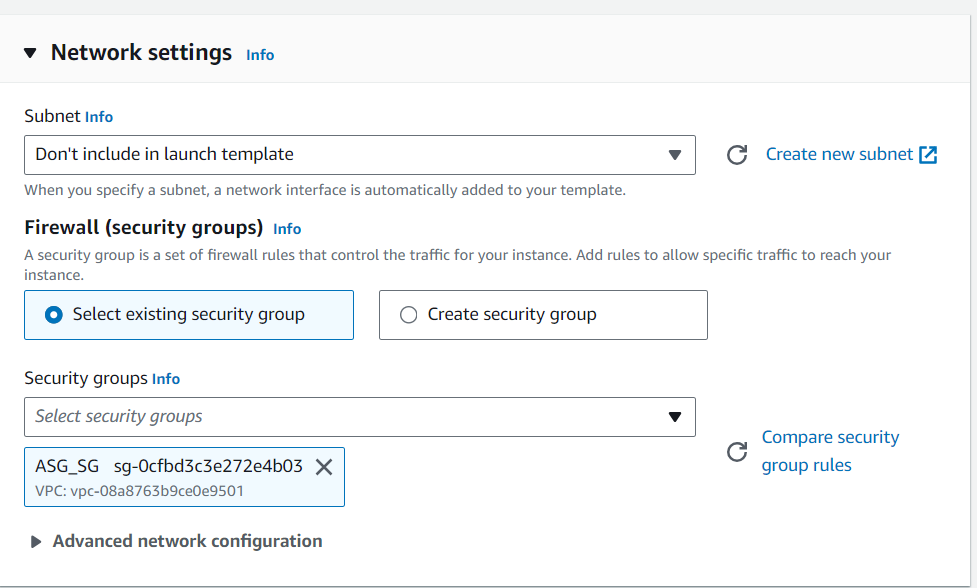 Network settings Info
Subnet Info
Don't include in launch template
Create new subnet
When you specify a subnet, a network interface is automatically added to your template.
Firewall (security groups) Info
A security group is a set of firewall rules that control the traffic for your instance. Add rules to allow specific traffic to reach your
instance.
Select existing security group
Create security group
Security groups Info
Select security groups
Compare security
group rules
ASG_SG sg-0cfbd3c3e272e4b03
VPC: vpc-08a8763b9ce0e9501
Advanced network configuration